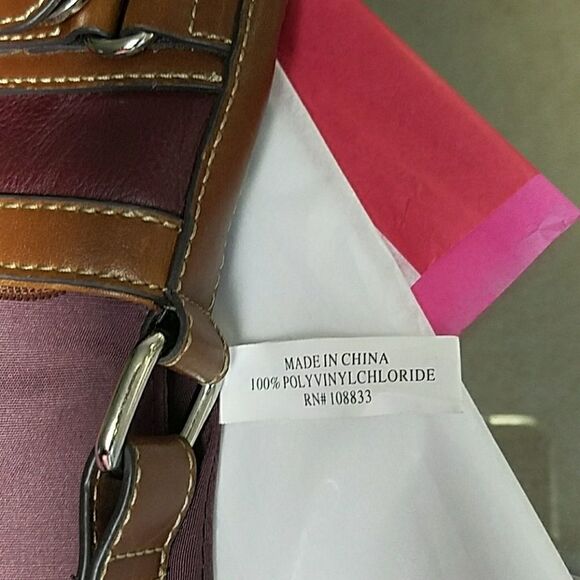 MADE IN CHINA
100% POLYVINYLCHLORIDE
RN# 108833